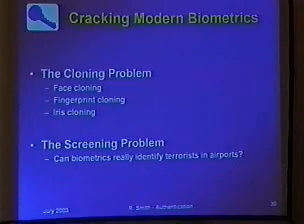 Cracking Modern Biometrics
• The Cloning Problem
– Face cloning
– Fingerprint cloning
– Iris cloning
• The Screening Problem
– Can biometrics really identify terrorists in airports?
July 2003
R. Smith - Authentication
30